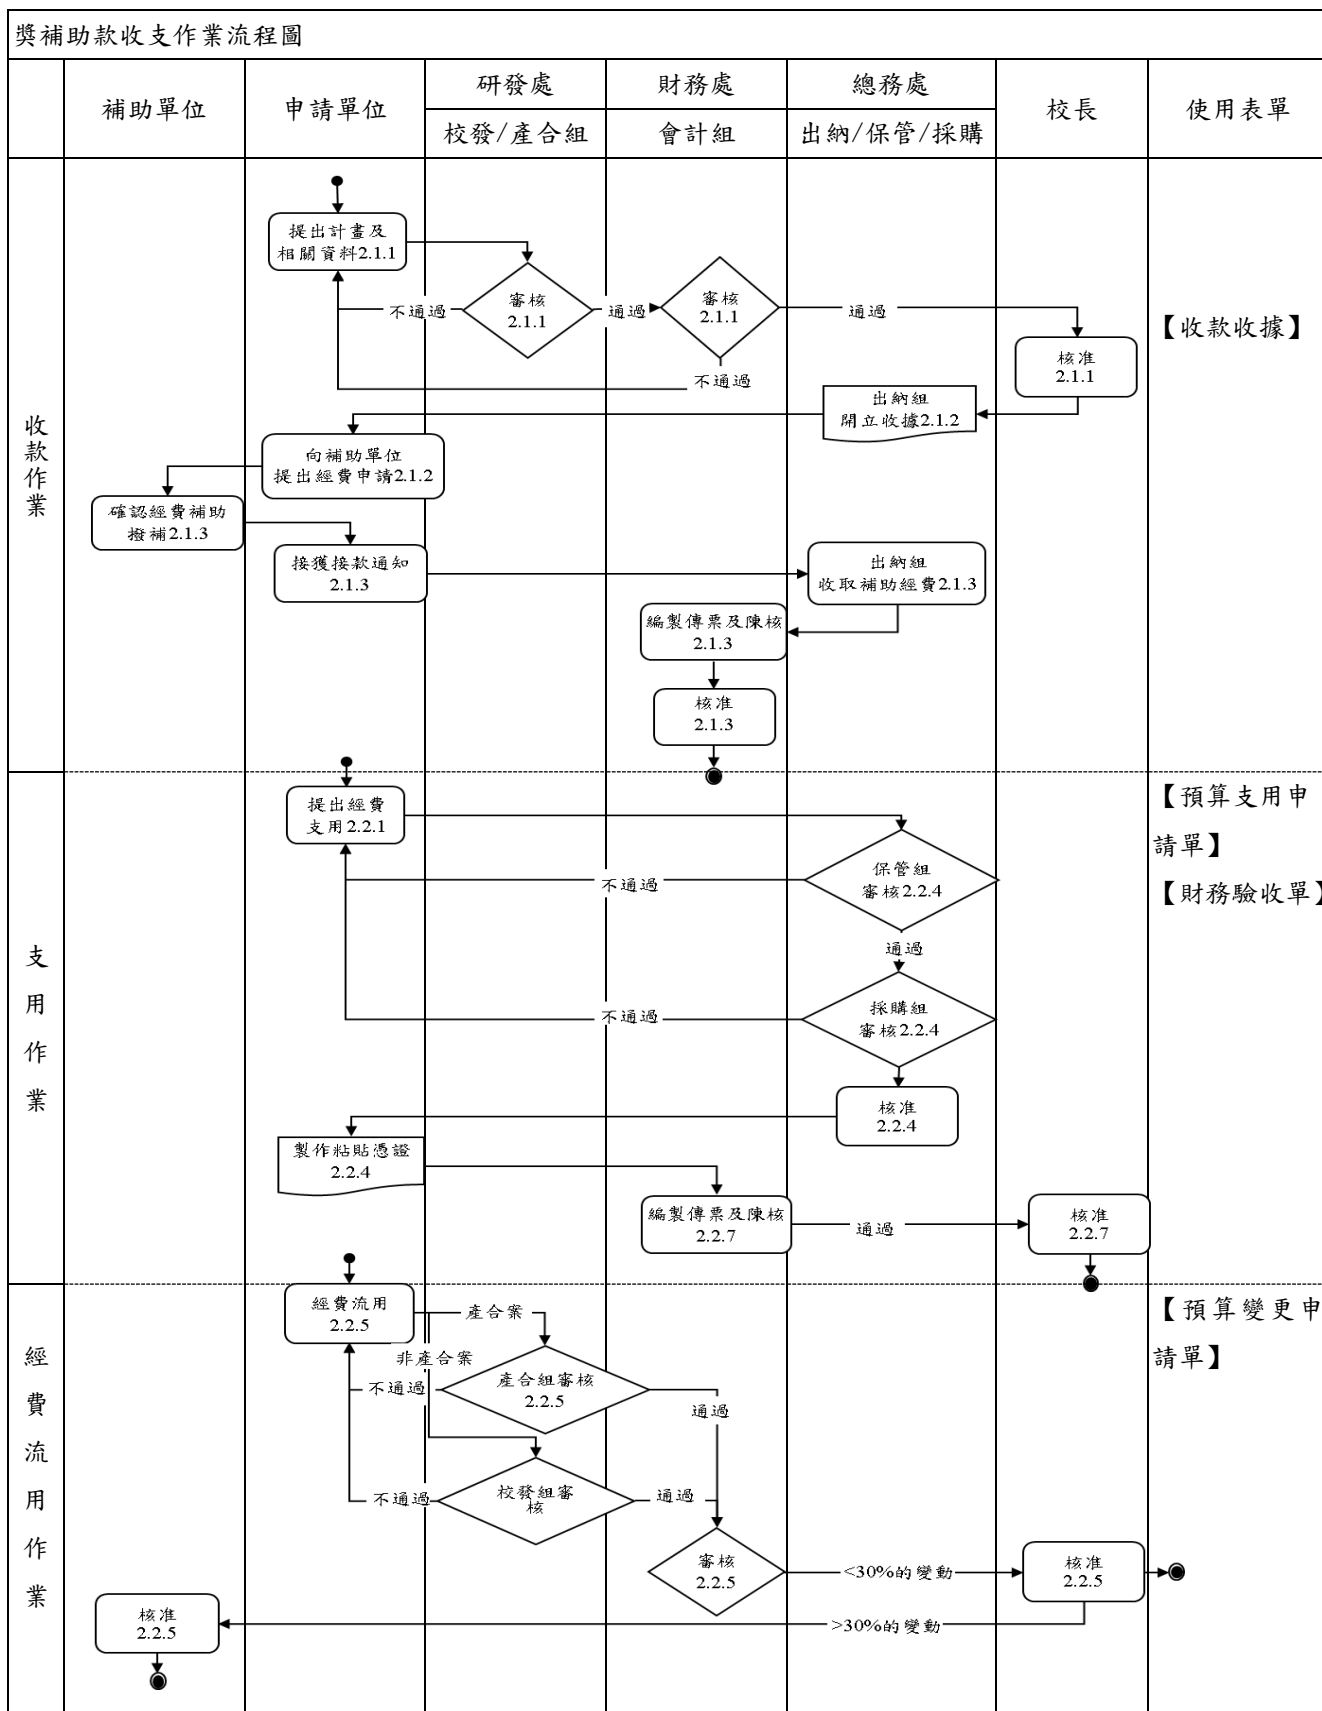 獎補助款收支作業流程圖
補助單位
申請單位
研發處
校發/產合組
財務處
會計組
總務處
出納/保管/採購
校長
使用表單
收款作業
提出計畫及
相關資料2.1.1
審核
2.1.1
不通過
通過
審核
2.1.1
不通過
通過
核准
2.1.1
【收款收據】
出納組
開立收據2.1.2
向補助單位
提出經費申請2.1.2
確認經費補助
撥補2.1.3
接獲接款通知
2.1.3
出納組
收取補助經費2.1.3
編製傳票及陳核
2.1.3
核准
2.1.3
支用作業
提出經費
支用2.2.1
保管組
審核2.2.4
不通過
通過
採購組
審核2.2.4
不通過
核准
2.2.4
製作粘貼憑證
2.2.4
編製傳票及陳核
2.2.7
通過
核准
2.2.7
【預算支用申
請單】
【財務驗收單】
經費流用作業
經費流用
2.2.5
產合案
非產合案
產合組審核
2.2.5
不通過
通過
校發組審
核
不通過
通過
審核
2.2.5
<30%的變動
核准
2.2.5
>30%的變動
核准
2.2.5
【預算變更申
請單】